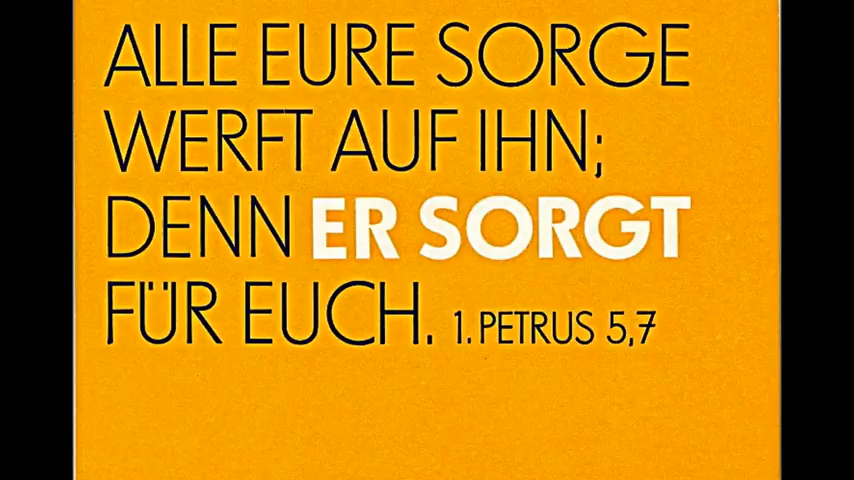 ALLE EURE SORGE
WERFT AUF IHN;
DENN ER SORGT
FÜR EUCH. 1. PETRUS 5,7